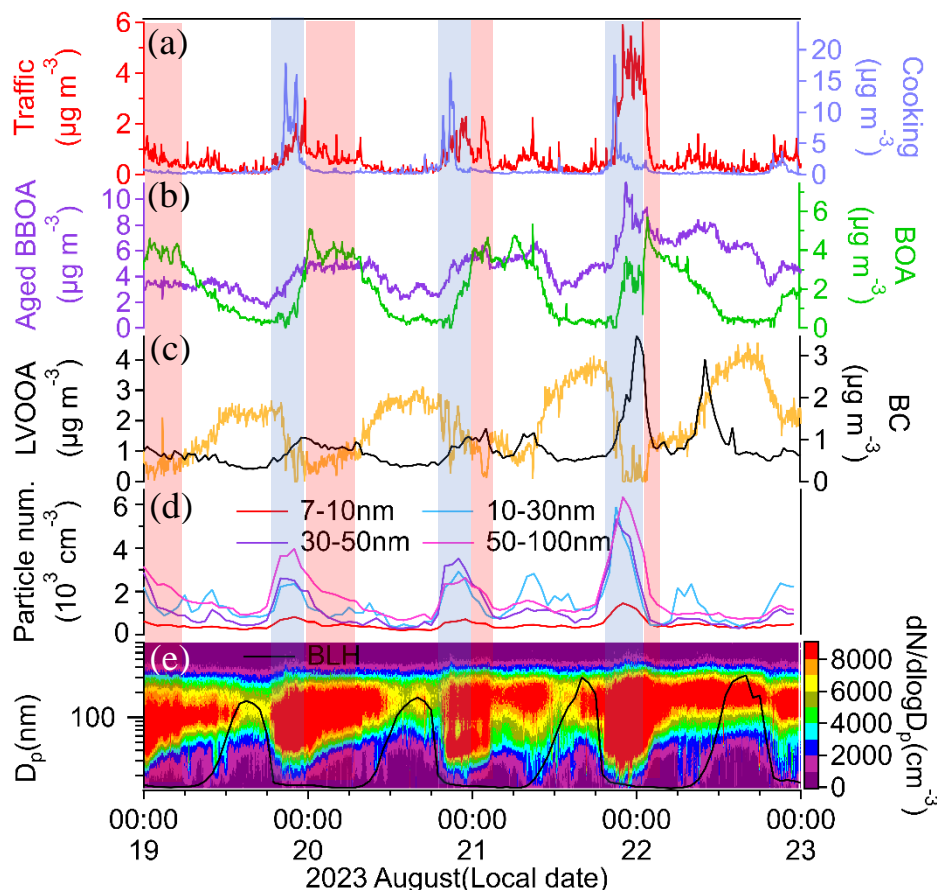 (a)
Traffic
(µg m-3)
6
4
2
0
20
15
10
5
0
Cooking
(µg m-3)
(b)
Aged BBOA
(µg m-3)
10
8
6
4
2
0
6
4
2
0
BOA
(µg m-3)
(c)
LVOOA
(µg m-3)
4
3
2
1
0
3
2
1
0
BC
(µg m-3)
(d)
7-10nm 10-30nm
30-50nm 50-100nm
Particle num.
(10³ cm-3)
6
4
2
0
(e)
BLH
Dp(nm)
100
8000
6000
4000
2000
0
dN/dlogDp(cm-3)
00:00 00:00 00:00 00:00 00:00
19 20 21 22 23
2023 August(Local date)